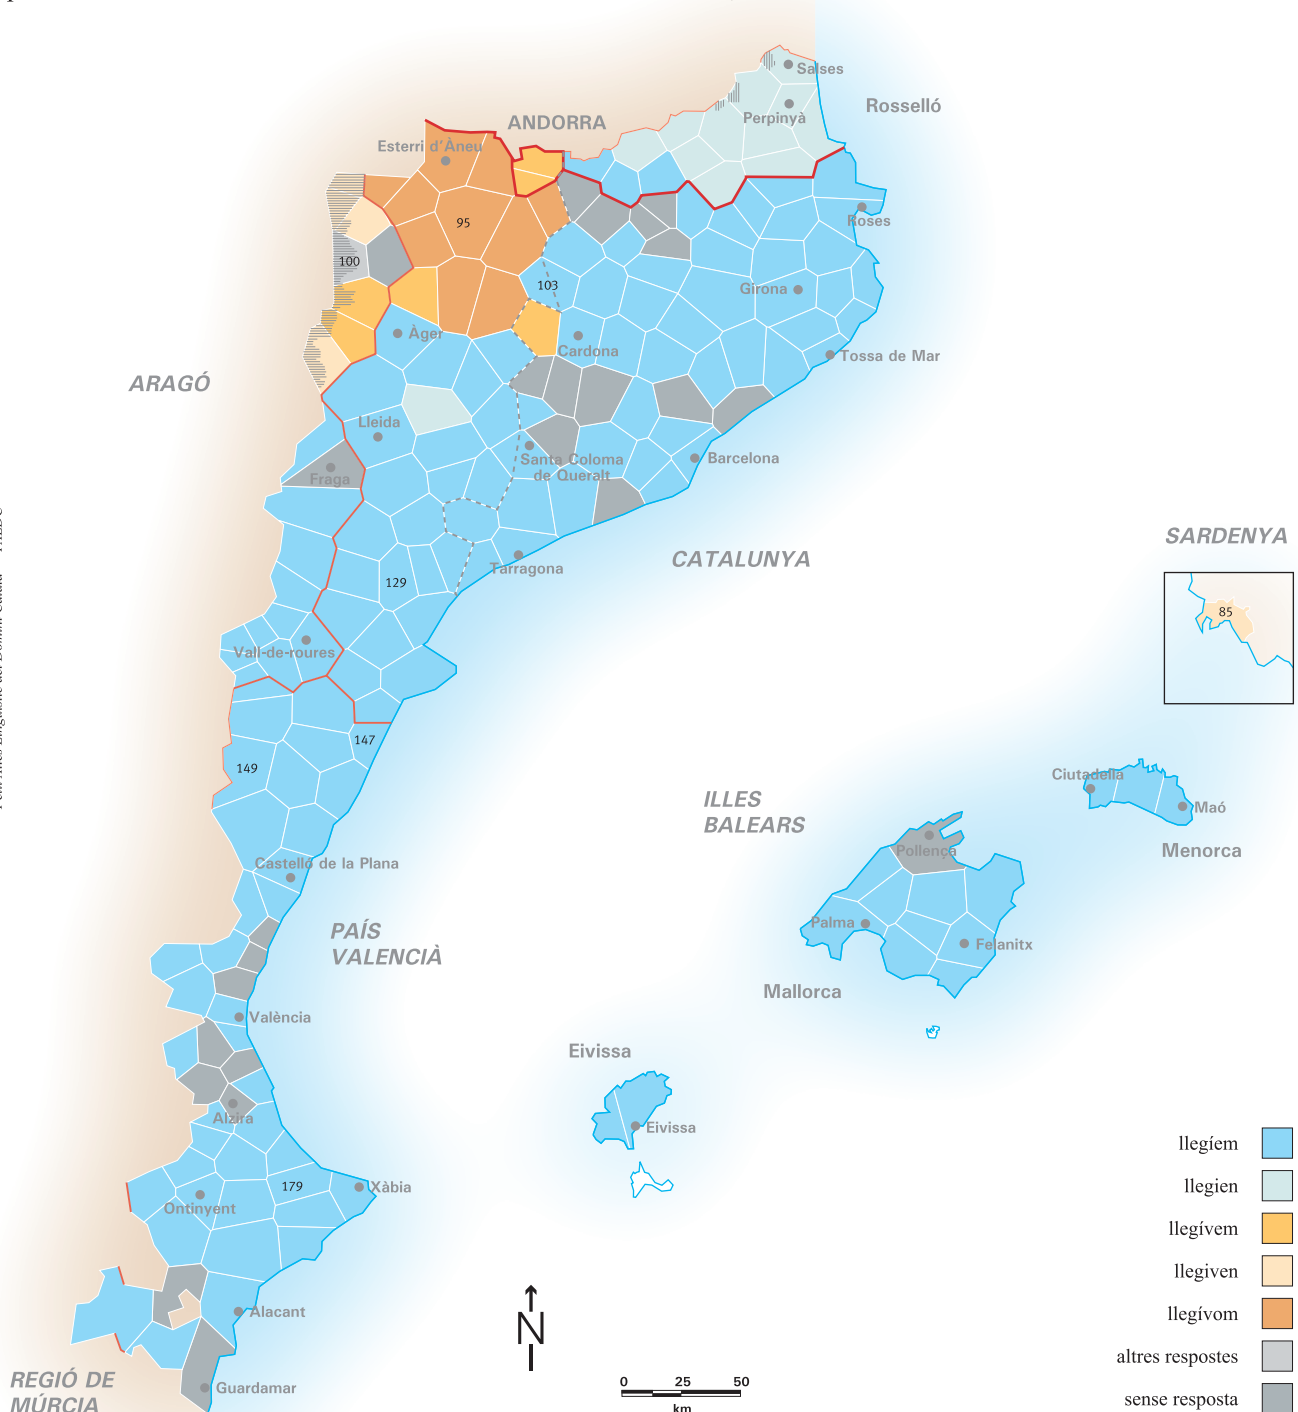 Salses
Rosselló
Perpinyà
ANDORRA
Esterri d'Àneu
95
Roses
100
103
Girona
Àger
Cardona
Tossa de Mar
ARAGÓ
Lleida
Santa Coloma
de Queralt
Barcelona
Fraga
SARDENYA
CATALUNYA
Tarragona
129
85
Vall-de-roures
147
149
Ciutadella
Maó
ILLES
BALEARS
Menorca
Pollença
Castelló de la Plana
Palma
Felanitx
PAÍS
VALENCIÀ
Mallorca
València
Eivissa
Alzira
Eivissa
179
Xàbia
Ontinyent
Alacant
Guardamar
REGIÓ DE
MÚRCIA
N
0 25 50
km
llegíem
llegien
llegívem
llegiven
llegívom
altres respostes
sense resposta